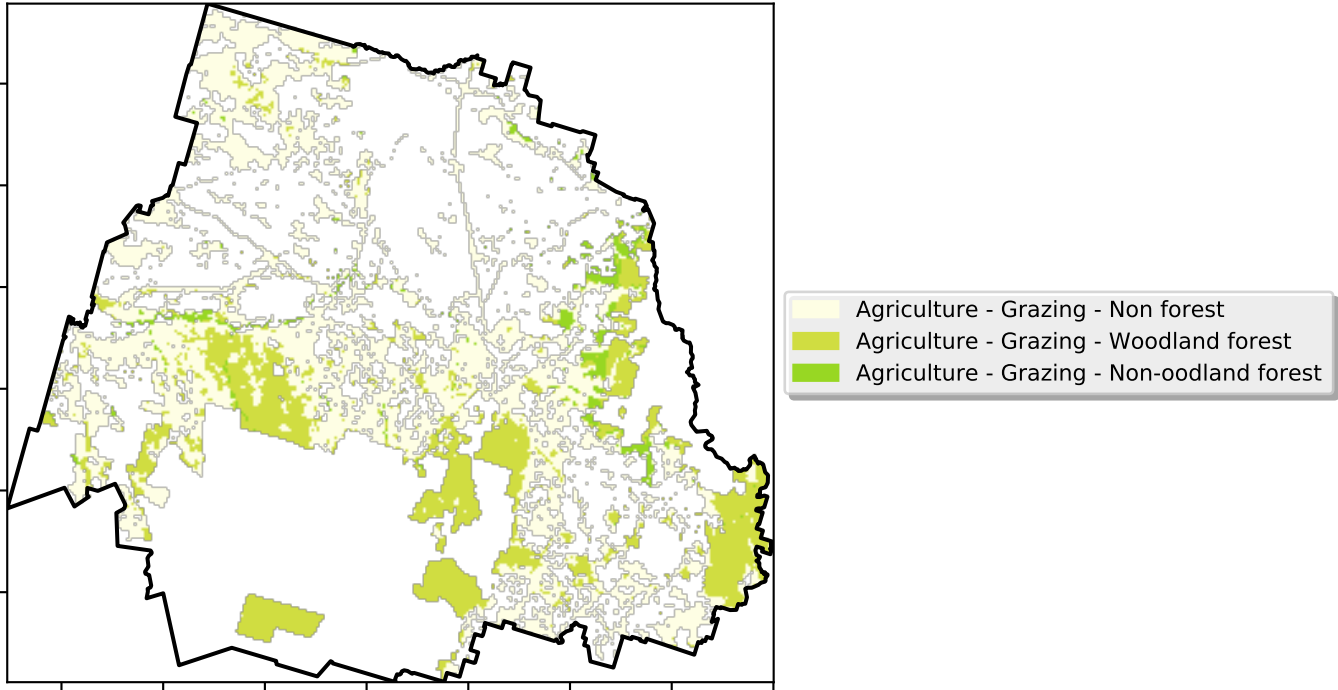 Agriculture - Grazing - Non forest
Agriculture - Grazing - Woodland forest
Agriculture - Grazing - Non-oodland forest